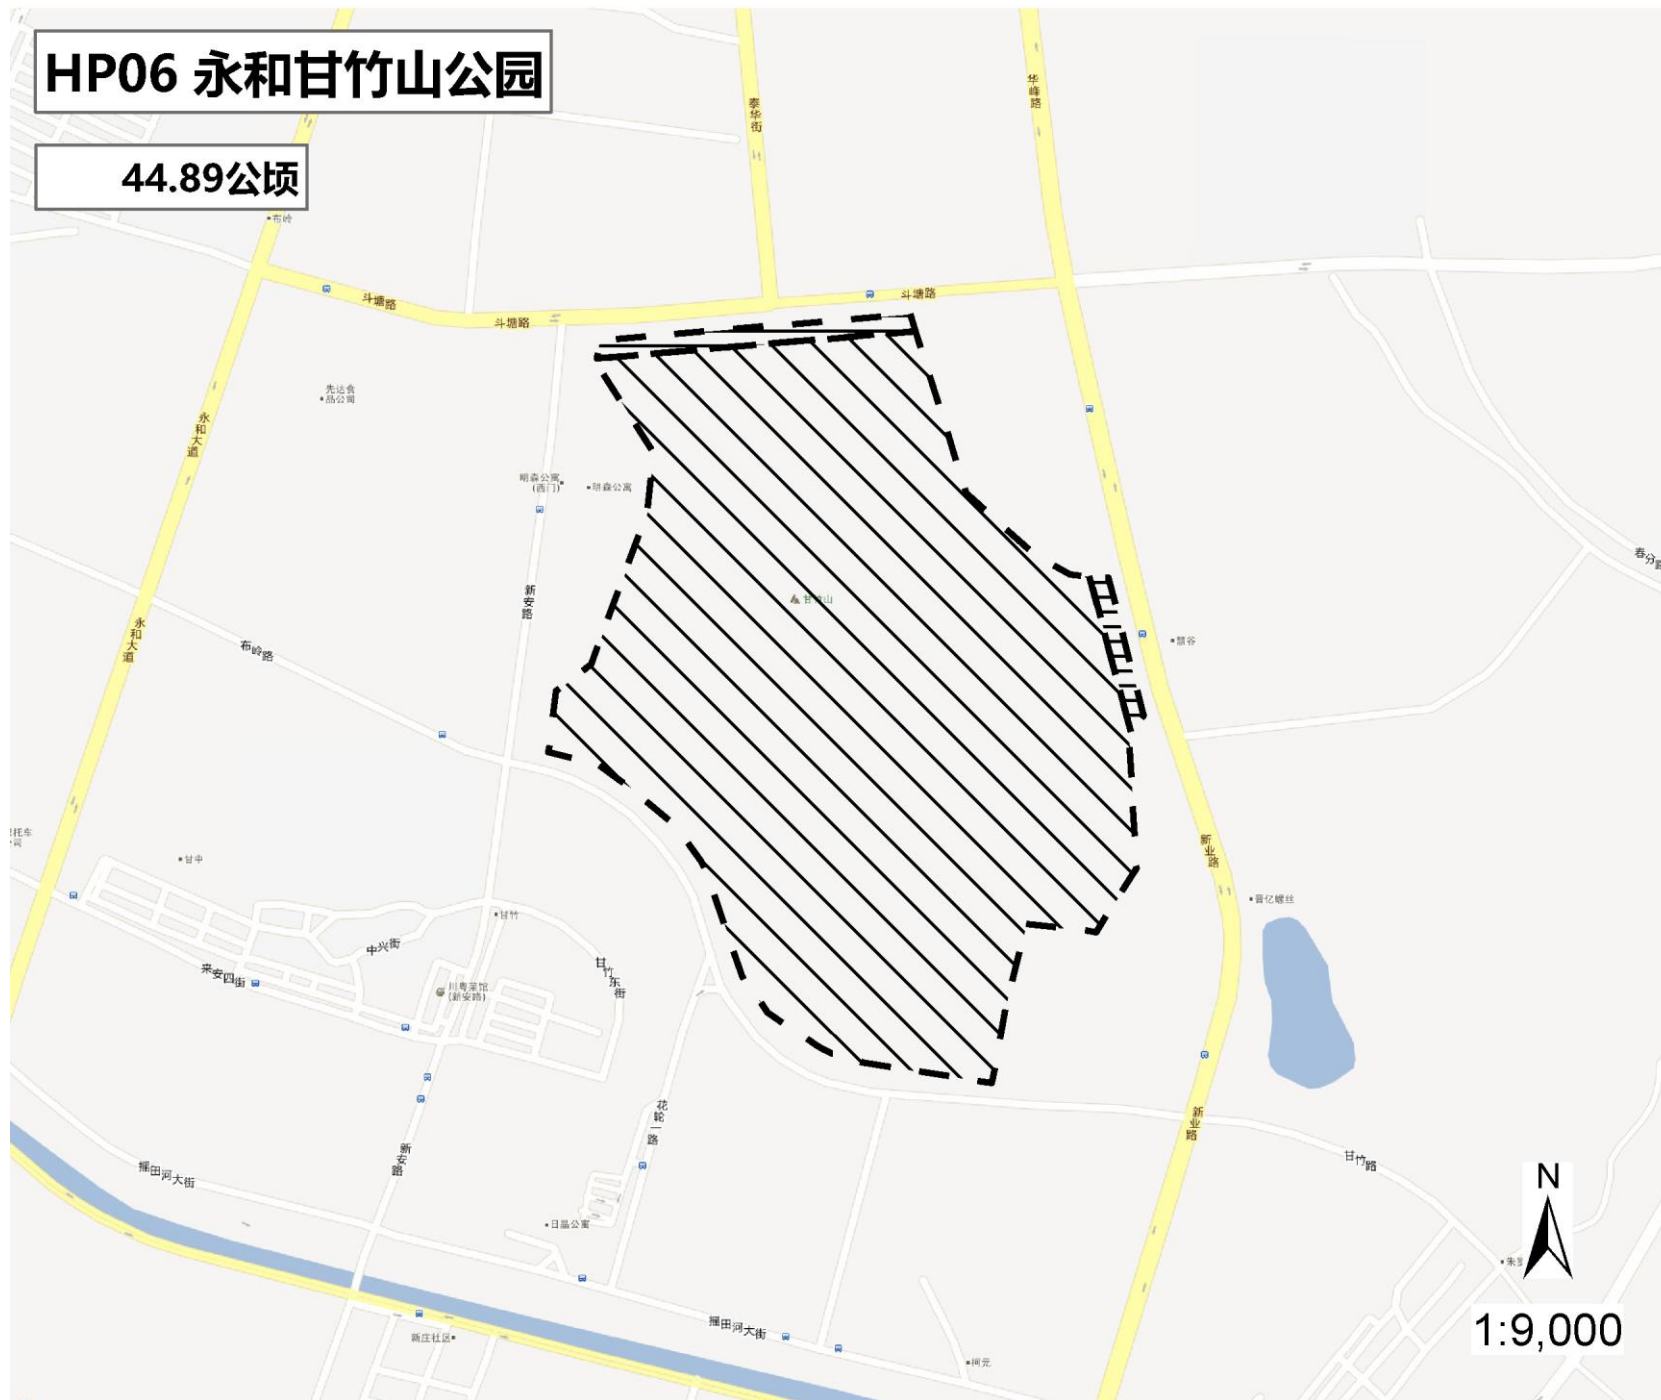 HP06 永和甘竹山公园
44.89公顷
泰华街
华峰路
布岭
斗塘路
斗塘路
斗塘路
先达食
品公司
永和大道
明森公寓
(西门)
明森公寓
新安路
甘竹山
春分路
慧谷
永和大道
布岭路
新业路
甘中
晋亿螺丝
甘竹
中兴街
来安四街
甘竹东街
川粤菜馆
(新安路)
花轮一路
新业路
新安路
甘竹路
摇田河大街
日晶公寓
N
1:9,000
摇田河大街
新庄社区
柯元